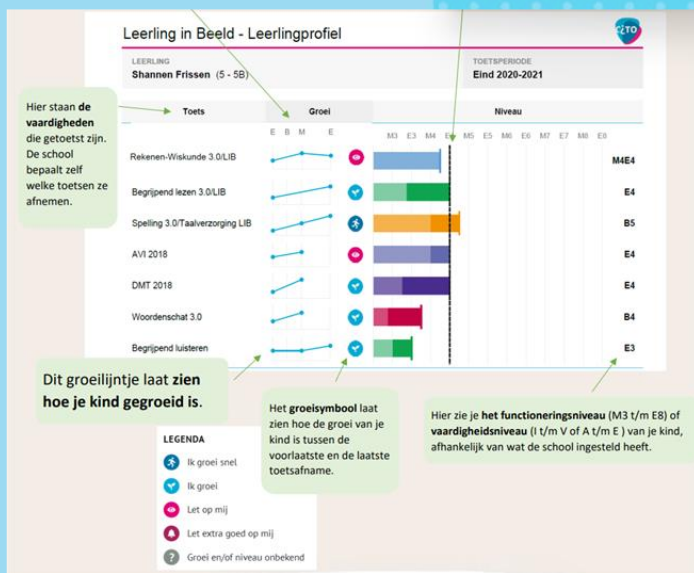 Leerling in Beeld - Leerlingprofiel
CITO
LEERLING
Shannen Frissen (5 - 5B)
TOETSPERIODE
Eind 2020-2021
Toets
Groei
Niveau
E B M E
M3 E3 M4 E4 M5 E5 M6 E6 M7 E7 M8 E8
Rekenen-Wiskunde 3.0/LIB
M4E4
Begrijpend lezen 3.0/LIB
E4
Spelling 3.0/Taalverzorging LIB
B5
AVI 2018
E4
DMT 2018
E4
Woordenschat 3.0
B4
Begrijpend luisteren
E3
Hier staan de
vaardigheden
die getoetst zijn.
De school
bepaalt zelf
welke toetsen ze
afnemen.
Dit groeilijntje laat zien
hoe je kind gegroeid is.
Het groeisymbool laat
zien hoe de groei van je
kind is tussen de
voorlaatste en de laatste
toetsafname.
Hier zie je het functioneringsniveau (M3 t/m E8) of
vaardigheidsniveau (I t/m V of A t/m E ) van je kind,
afhankelijk van wat de school ingesteld heeft.
LEGENDA
Ik groei snel
Ik groei
Let op mij
Let extra goed op mij
? Groei en/of niveau onbekend